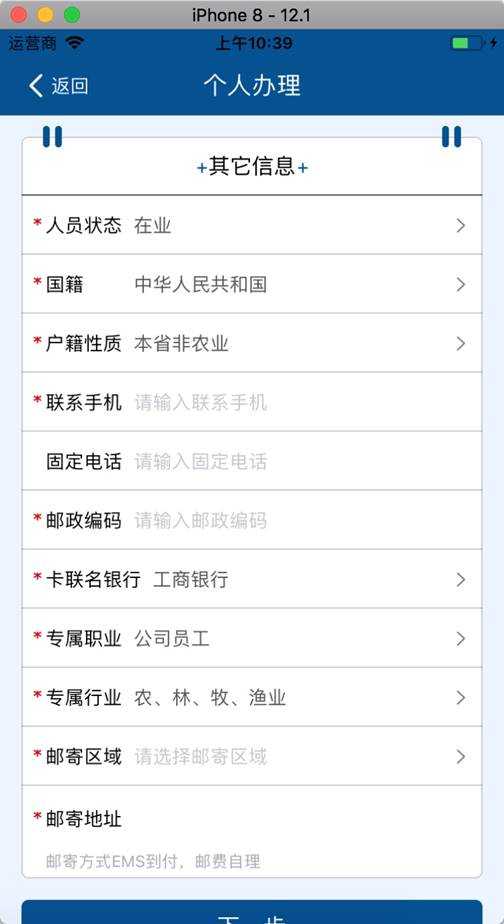 iPhone 8 - 12.1
运营商 上午10:39
返回 个人办理
+其它信息+
*人员状态 在业
*国籍 中华人民共和国
*户籍性质 本省非农业
*联系手机 请输入联系手机
固定电话 请输入固定电话
*邮政编码 请输入邮政编码
*卡联名银行 工商银行
*专属职业 公司员工
*专属行业 农、林、牧、渔业
*邮寄区域 请选择邮寄区域
*邮寄地址
邮寄方式EMS到付，邮费自理
下一步